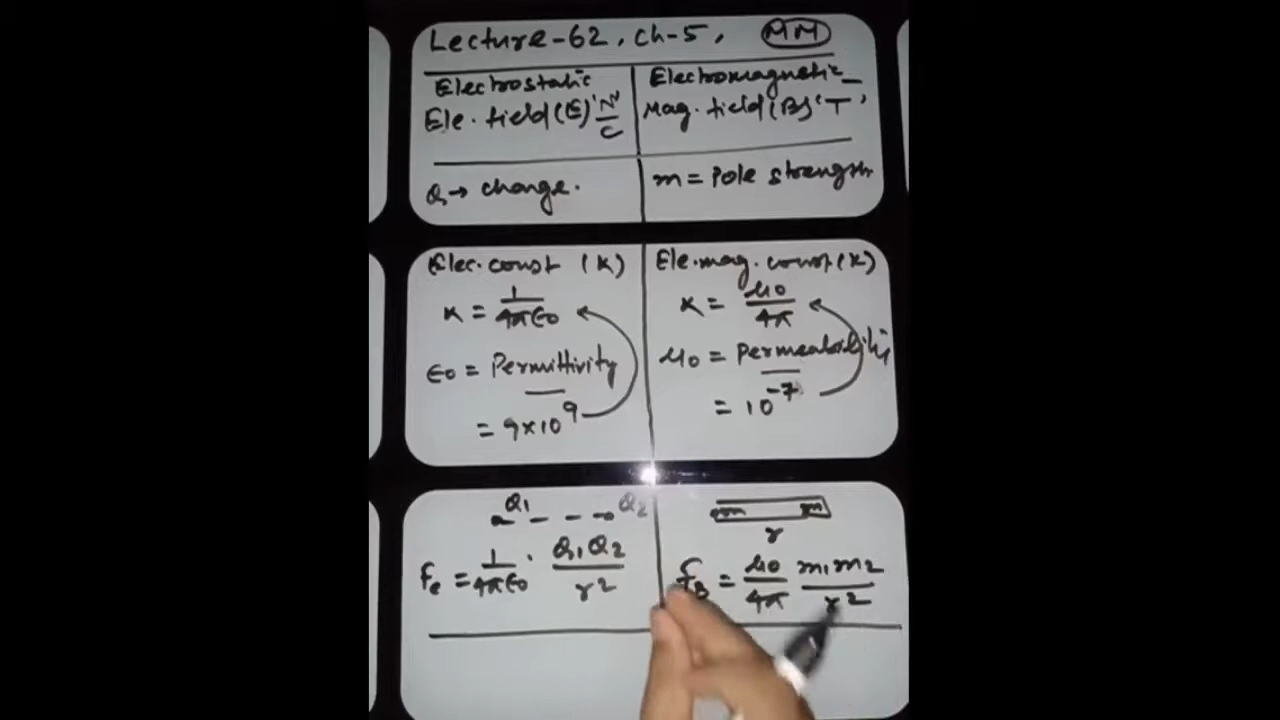 Lecture-62, ch-5, MM
Electrostatic
Ele. field (E) 'N/C'
Q → charge.
Electromagnetic
Mag. field (B) 'T'
m = Pole strength
Elec. const (K)
K = 1/4πε0
ε0 = Permittivity
= 9×10^9
Ele.mag. const (K)
K = μ0/4π
μ0 = Permeability
= 10^-7
Q1 Q2
Fe = 1/4πε0 . Q1Q2/r2
m m
r
fB = μ0/4π m1m2/r2